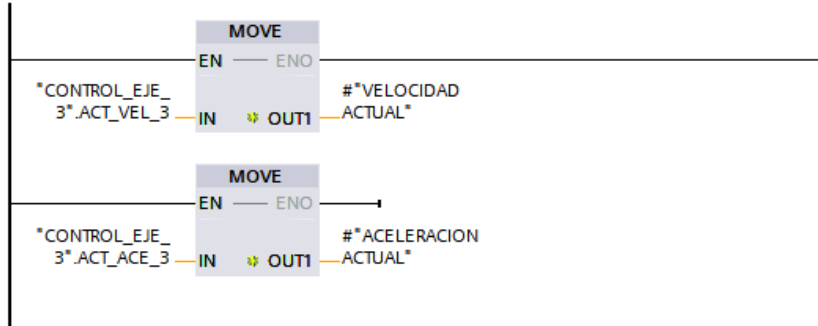 MOVE
EN ENO
"CONTROL_EJE_
3".ACT_VEL_3
IN OUT1
#"VELOCIDAD
ACTUAL"
MOVE
EN ENO
"CONTROL_EJE_
3".ACT_ACE_3
IN OUT1
#"ACELERACION
ACTUAL"